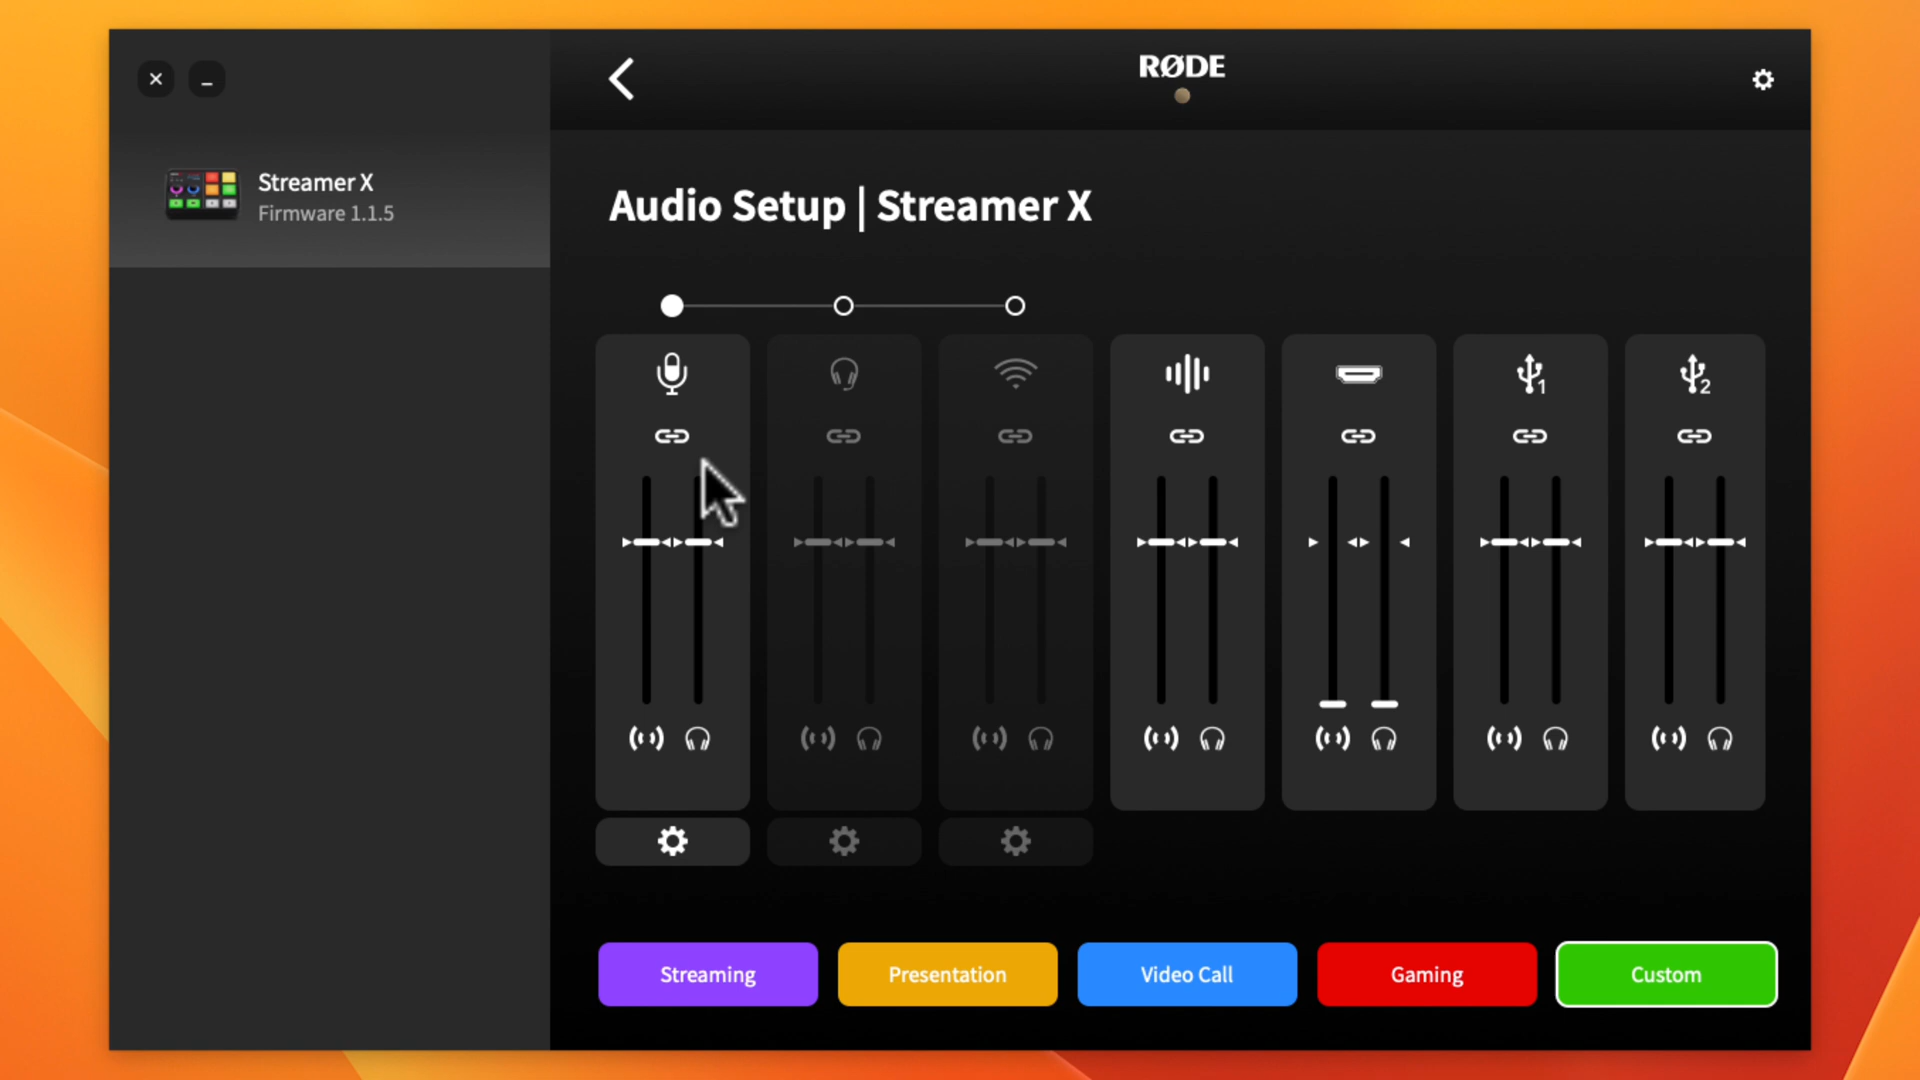 RØDE
Streamer X
Firmware 1.1.5
Audio Setup | Streamer X
1
2
Streaming
Presentation
Video Call
Gaming
Custom